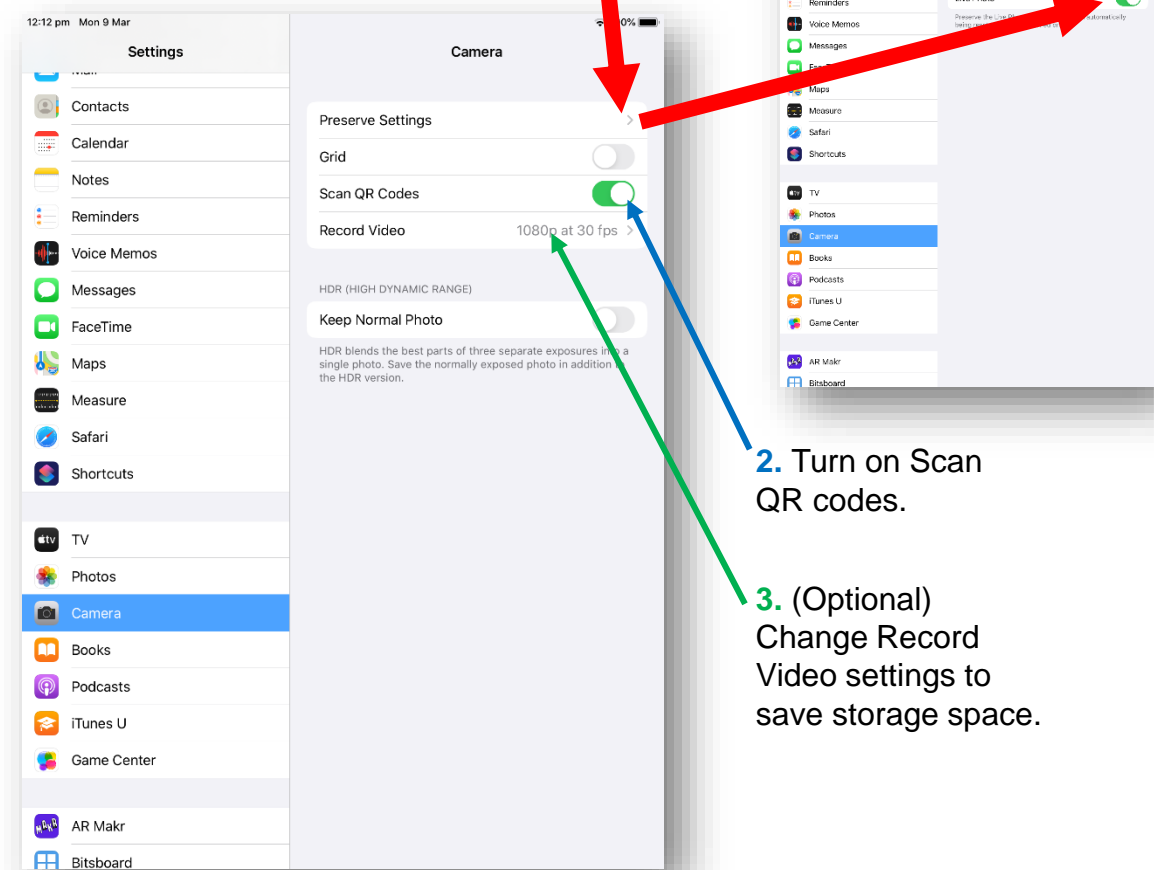 12:12 pm Mon 9 Mar
Settings
Camera
Contacts
Calendar
Notes
Reminders
Voice Memos
Messages
FaceTime
Maps
Measure
Safari
Shortcuts
TV
Photos
Camera
Books
Podcasts
iTunes U
Game Center
AR Makr
Bitsboard
Preserve Settings
Grid
Scan QR Codes
Record Video 1080p at 30 fps
HDR (HIGH DYNAMIC RANGE)
Keep Normal Photo
HDR blends the best parts of three separate exposures into a
single photo. Save the normally exposed photo in addition to
the HDR version.
Reminders
Voice Memos
Messages
Maps
Measure
Safari
Shortcuts
TV
Photos
Camera
Books
Podcasts
iTunes U
Game Center
AR Makr
Bitsboard
Preserve the Live automatically
2. Turn on Scan
QR codes.
3. (Optional)
Change Record
Video settings to
save storage space.